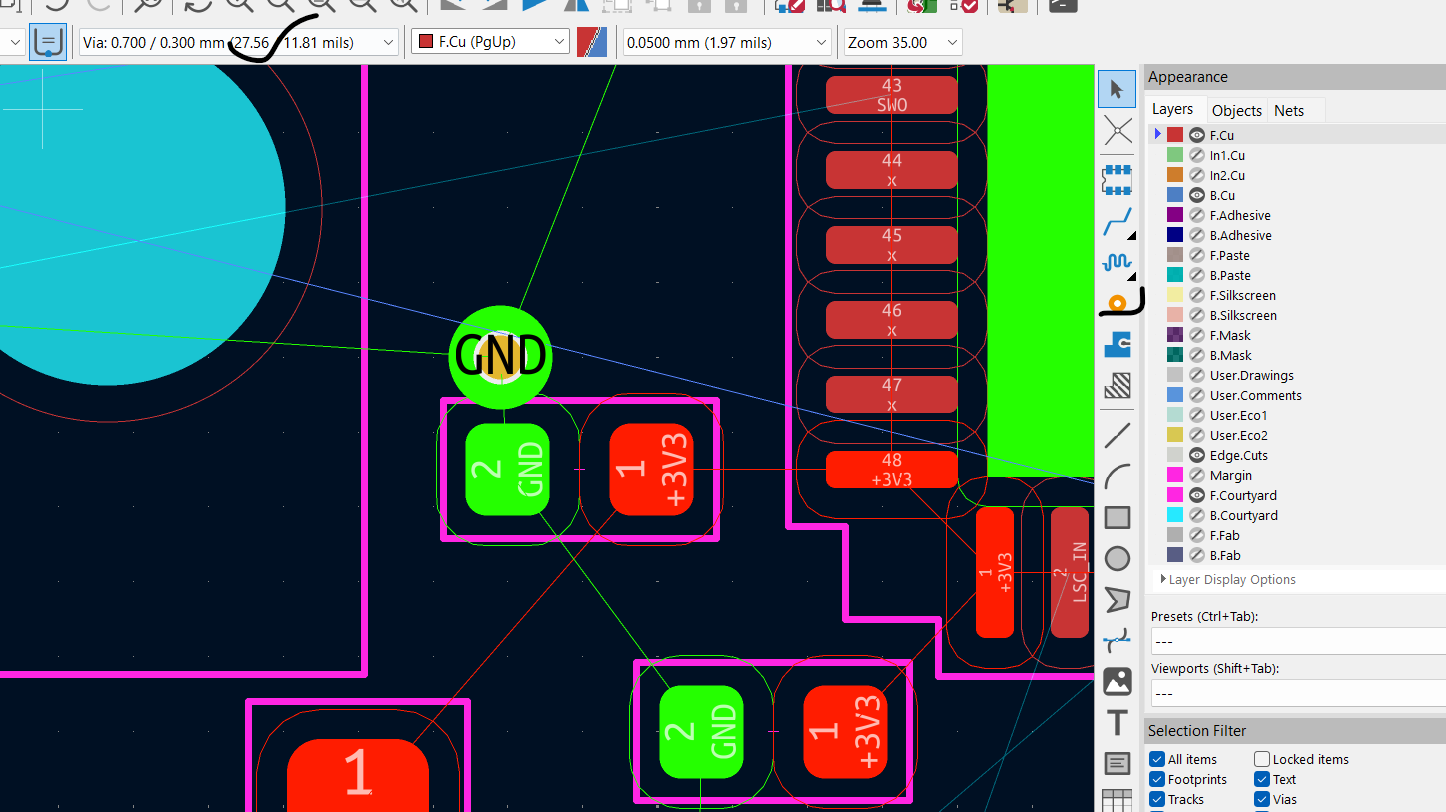 Via: 0.700 / 0.300 mm (27.56 / 11.81 mils)
F.Cu (PgUp)
0.0500 mm (1.97 mils)
Zoom 35.00
Appearance
Layers
Objects
Nets
F.Cu
In1.Cu
In2.Cu
B.Cu
F.Adhesive
B.Adhesive
F.Paste
B.Paste
F.Silkscreen
B.Silkscreen
F.Mask
B.Mask
User.Drawings
User.Comments
User.Eco1
User.Eco2
Edge.Cuts
Margin
F.Courtyard
B.Courtyard
F.Fab
B.Fab
Layer Display Options
Presets (Ctrl+Tab):
---
Viewports (Shift+Tab):
---
Selection Filter
All items
Locked items
Footprints
Text
Tracks
Vias
43
SWO
44
x
45
x
46
x
47
x
48
+3V3
GND
2
GND
1
+3V3
1
+3V3
2
LSC_IN
2
GND
1
+3V3
1